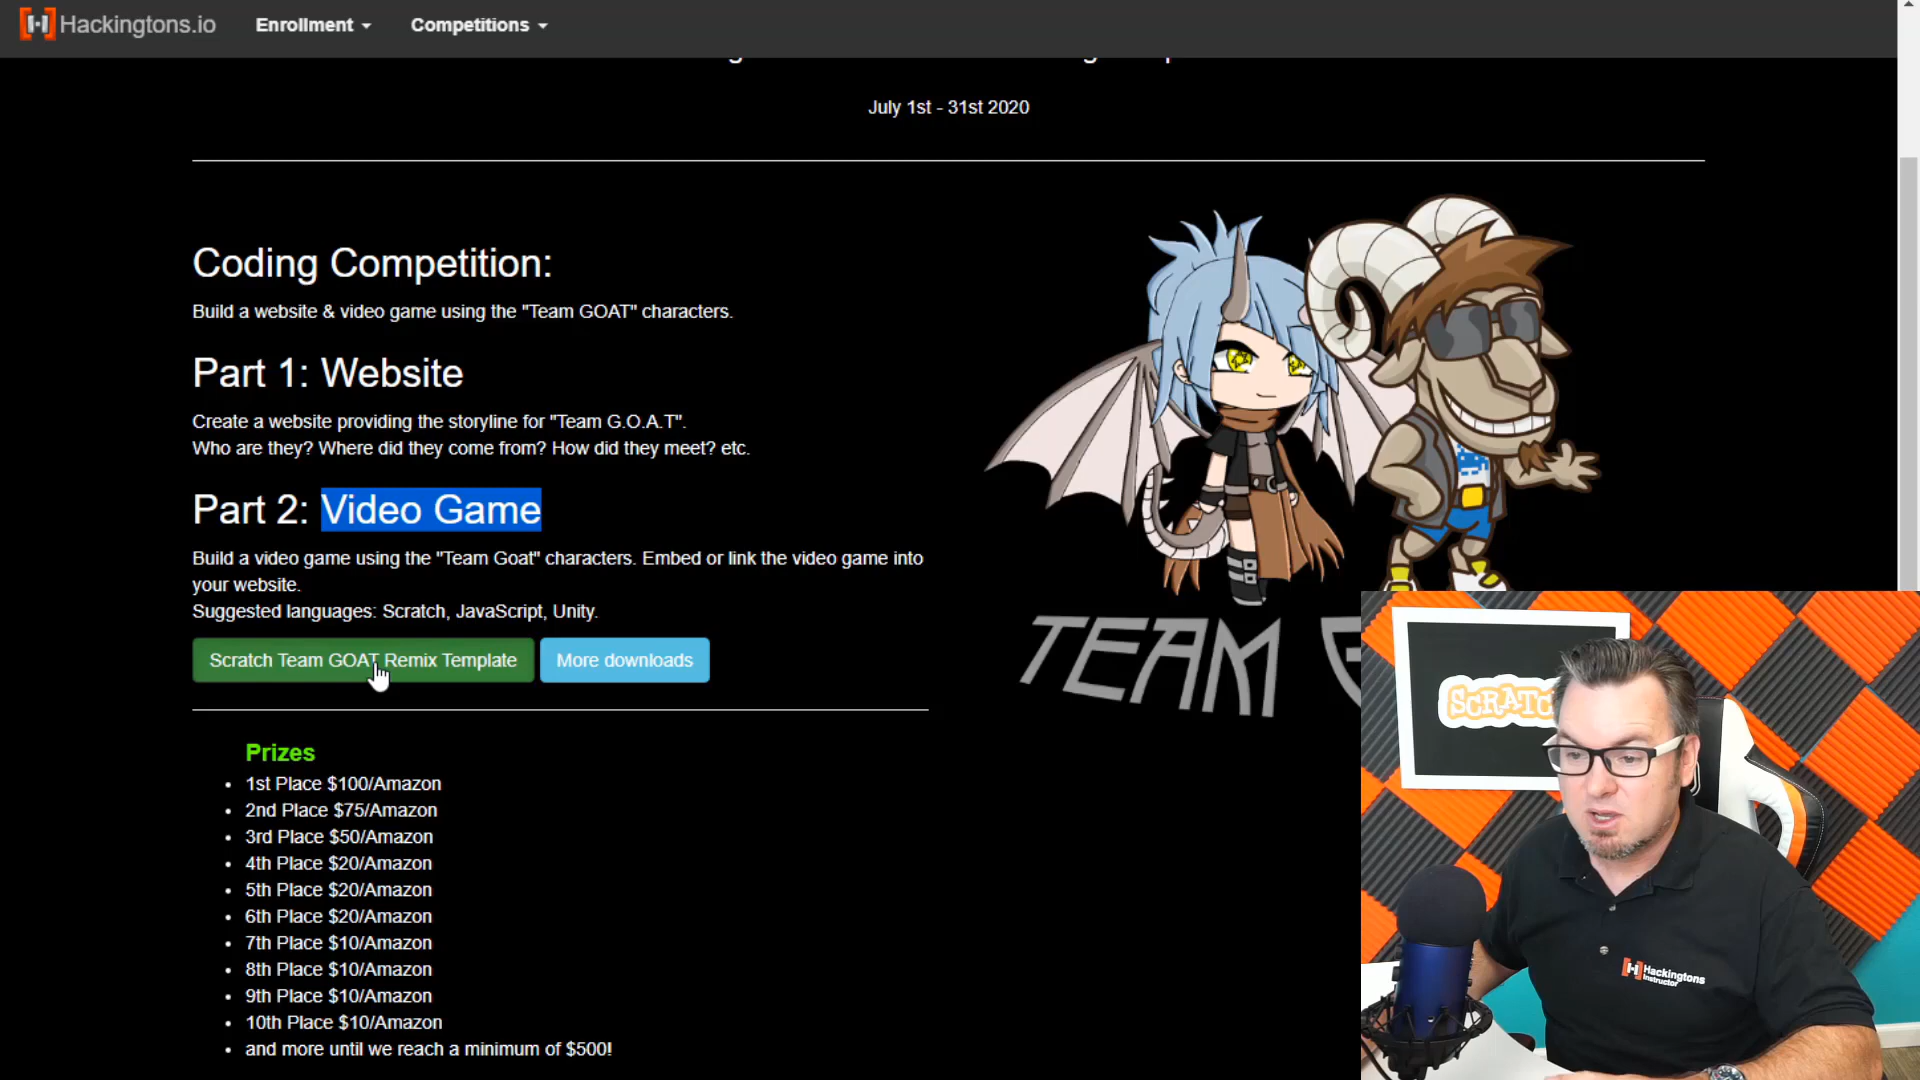 Hackingtons.io
Enrollment
Competitions
July 1st - 31st 2020
Coding Competition:
Build a website & video game using the "Team GOAT" characters.
Part 1: Website
Create a website providing the storyline for "Team G.O.A.T".
Who are they? Where did they come from? How did they meet? etc.
Part 2: Video Game
Build a video game using the "Team Goat" characters. Embed or link the video game into
your website.
Suggested languages: Scratch, JavaScript, Unity.
Scratch Team GOAT Remix Template
More downloads
TEAM
Prizes
• 1st Place $100/Amazon
• 2nd Place $75/Amazon
• 3rd Place $50/Amazon
• 4th Place $20/Amazon
• 5th Place $20/Amazon
• 6th Place $20/Amazon
• 7th Place $10/Amazon
• 8th Place $10/Amazon
• 9th Place $10/Amazon
• 10th Place $10/Amazon
• and more until we reach a minimum of $500!
SCRATC
Hackingtons
Instructor